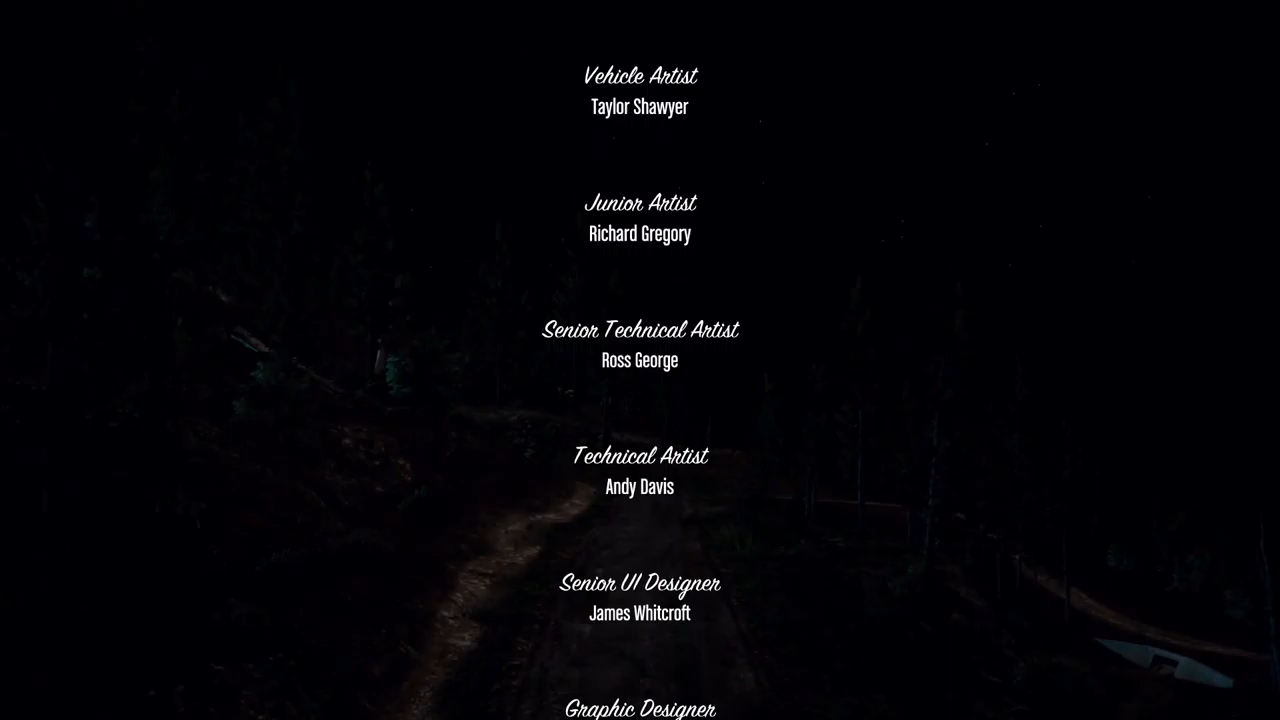 Vehicle Artist
Taylor Shawyer
Junior Artist
Richard Gregory
Senior Technical Artist
Ross George
Technical Artist
Andy Davis
Senior UI Designer
James Whitcroft
Graphic Designer